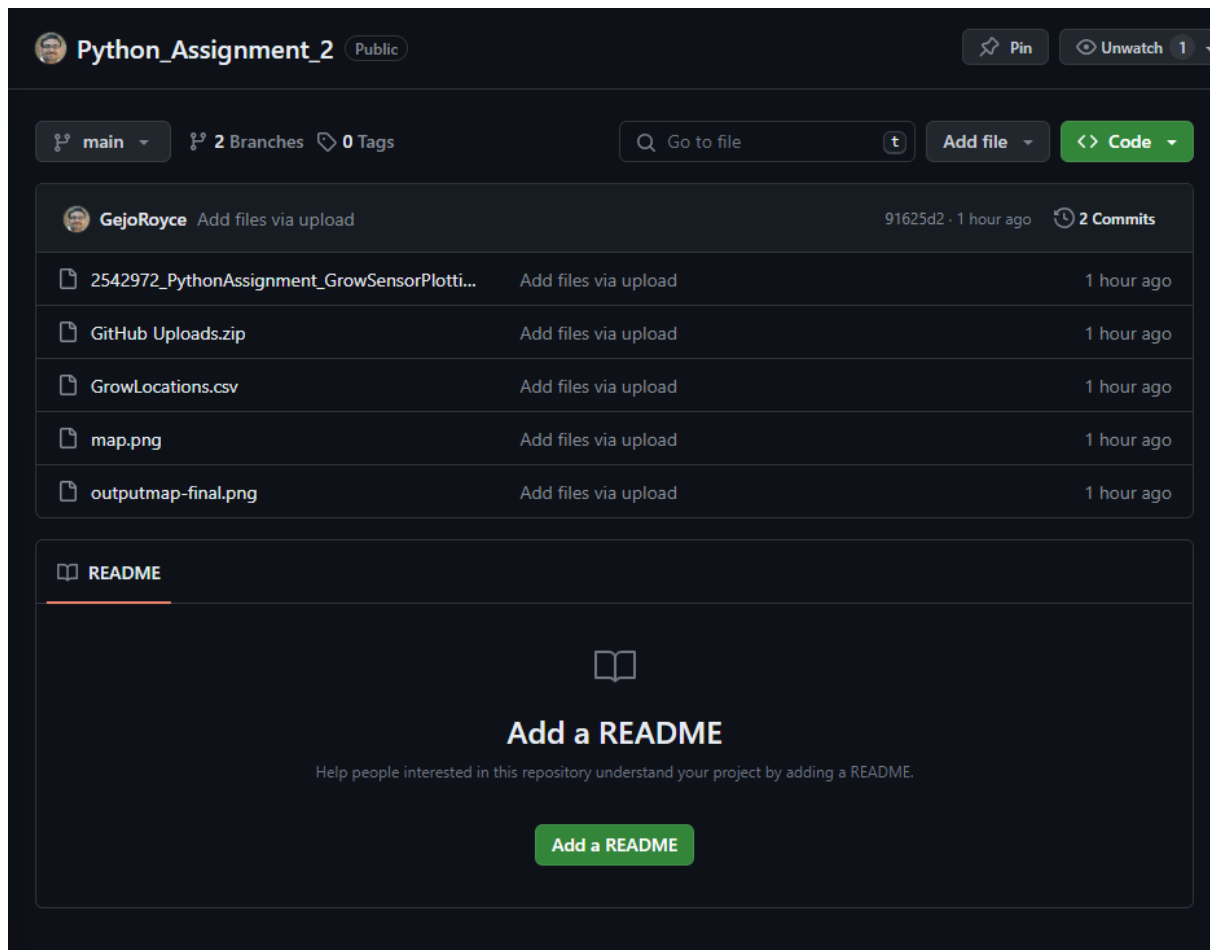 Python_Assignment_2 Public Pin Unwatch 1
main 2 Branches 0 Tags Go to file t Add file <> Code
GejoRoyce Add files via upload 91625d2 · 1 hour ago 2 Commits
2542972_PythonAssignment_GrowSensorPlotti... Add files via upload 1 hour ago
GitHub Uploads.zip Add files via upload 1 hour ago
GrowLocations.csv Add files via upload 1 hour ago
map.png Add files via upload 1 hour ago
outputmap-final.png Add files via upload 1 hour ago
README
Add a README
Help people interested in this repository understand your project by adding a README.
Add a README